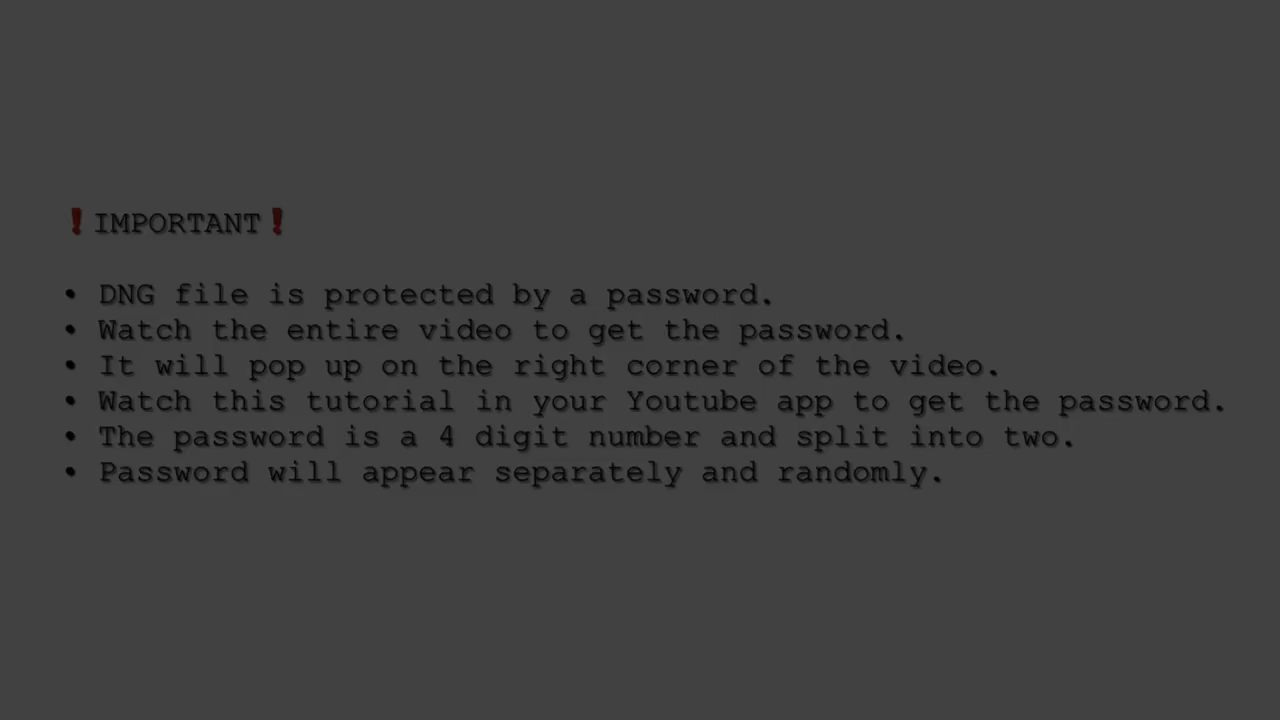 ❗IMPORTANT❗
• DNG file is protected by a password.
• Watch the entire video to get the password.
• It will pop up on the right corner of the video.
• Watch this tutorial in your Youtube app to get the password.
• The password is a 4 digit number and split into two.
• Password will appear separately and randomly.